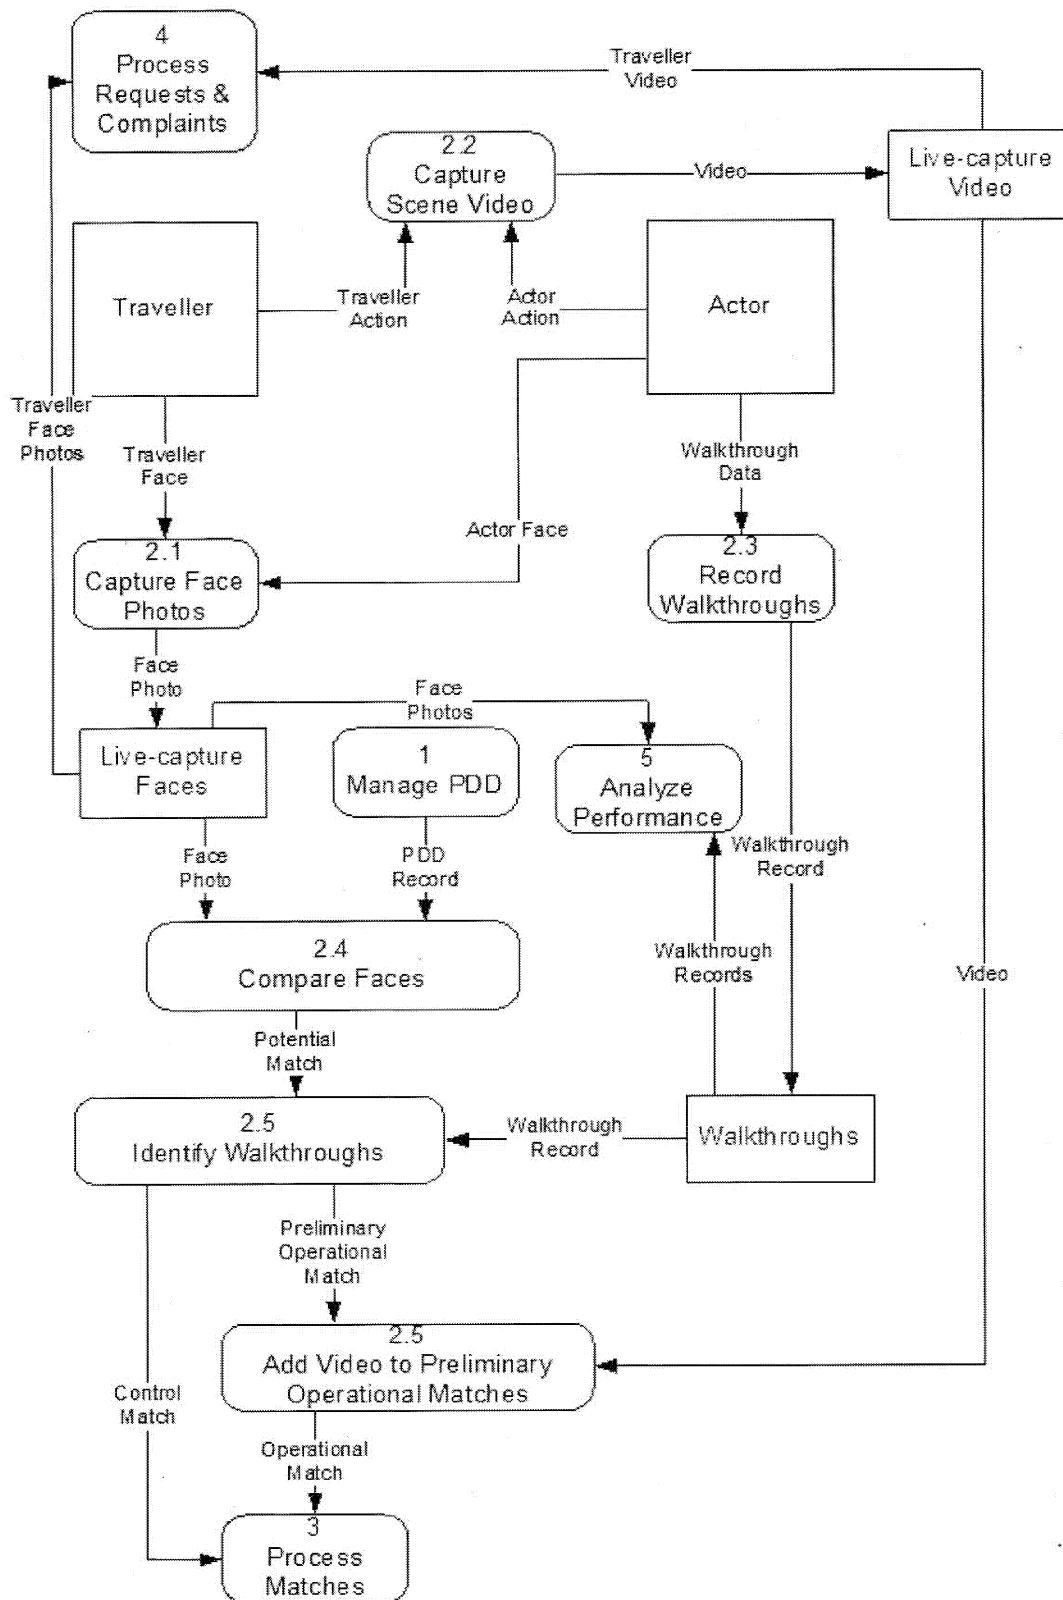 4
Process
Requests &
Complaints
Traveller
Video
2.2
Capture
Scene Video
Video
Live-capture
Video
Traveller
Traveller
Action
Actor
Action
Actor
Traveller
Face
Photos
Traveller
Face
Walkthrough
Data
Actor Face
2.1
Capture Face
Photos
2.3
Record
Walkthroughs
Face
Photo
Face
Photos
Live-capture
Faces
1
Manage PDD
5
Analyze
Performance
Face
Photo
PDD
Record
Walkthrough
Record
2.4
Compare Faces
Walkthrough
Records
Video
Potential
Match
2.5
Identify Walkthroughs
Walkthrough
Record
Walkthroughs
Preliminary
Operational
Match
2.5
Add Video to Preliminary
Operational Matches
Control
Match
Operational
Match
3
Process
Matches